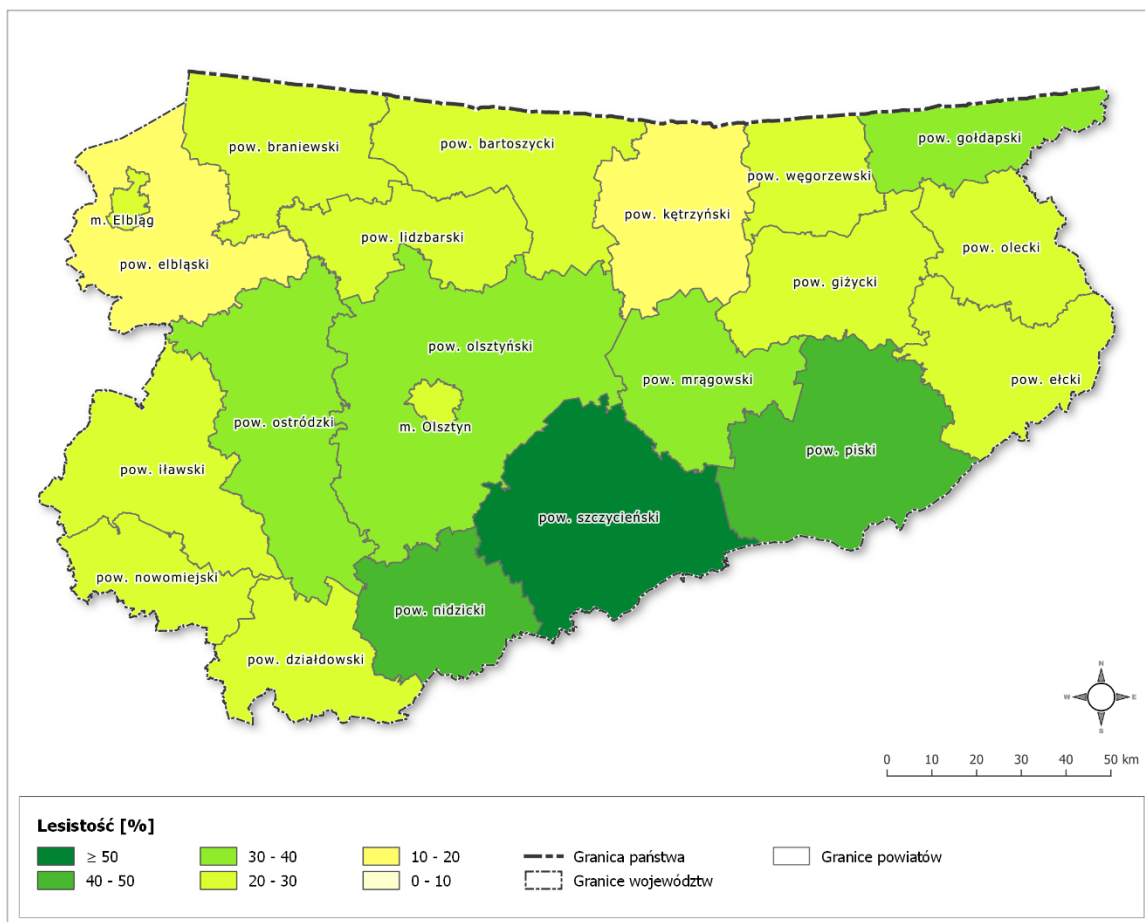 pow. braniewski
pow. bartoszycki
pow. gołdapski
pow. węgorzewski
m. Elbląg
pow. kętrzyński
pow. lidzbarski
pow. olecki
pow. elbląski
pow. giżycki
pow. olsztyński
pow. mrągowski
pow. ełcki
pow. ostródzki
m. Olsztyn
pow. piski
pow. iławski
pow. szczycieński
pow. nowomiejski
pow. nidzicki
pow. działdowski
N
W E
S
0 10 20 30 40 50 km
Lesistość [%]
≥ 50 30 - 40 10 - 20 Granica państwa Granice powiatów
40 - 50 20 - 30 0 - 10 Granice województw